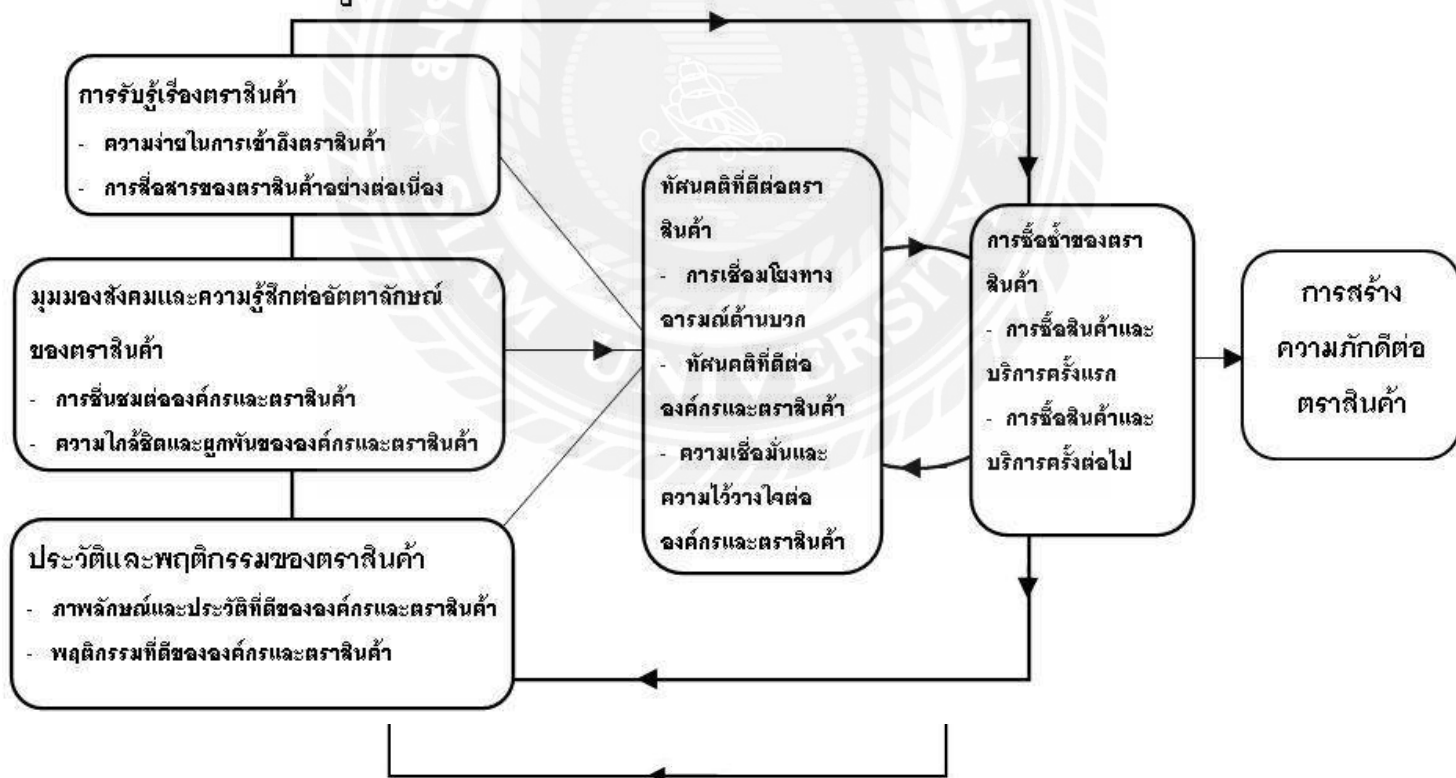 การรับรู้เรื่องตราสินค้า
- ความง่ายในการเข้าถึงตราสินค้า
- การสื่อสารของตราสินค้าอย่างต่อเนื่อง
มุมมองสังคมและความรู้สึกต่ออัตตาลักษณ์
ของตราสินค้า
- การชื่นชมต่อองค์กรและตราสินค้า
- ความใกล้ชิดและผูกพันขององค์กรและตราสินค้า
ประวัติและพฤติกรรมของตราสินค้า
- ภาพลักษณ์และประวัติที่ดีขององค์กรและตราสินค้า
- พฤติกรรมที่ดีขององค์กรและตราสินค้า
ทัศนคติที่ดีต่อตรา
สินค้า
- การเชื่อมโยงทาง
อารมณ์ด้านบวก
- ทัศนคติที่ดีต่อ
องค์กรและตราสินค้า
- ความเชื่อมั่นและ
ความไว้วางใจต่อ
องค์กรและตราสินค้า
การซื้อซ้ำของตรา
สินค้า
- การซื้อสินค้าและ
บริการครั้งแรก
- การซื้อสินค้าและ
บริการครั้งต่อไป
การสร้าง
ความภักดีต่อ
ตราสินค้า
SIAM UNIVERSITY